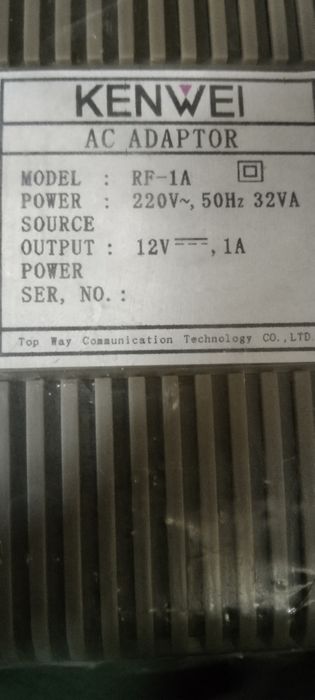 KENWEI
AC ADAPTOR
MODEL : RF-1A
POWER : 220V~, 50Hz 32VA
SOURCE
OUTPUT : 12V⎓, 1A
POWER
SER, NO. :
Top Way Communication Technology CO.,LTD.